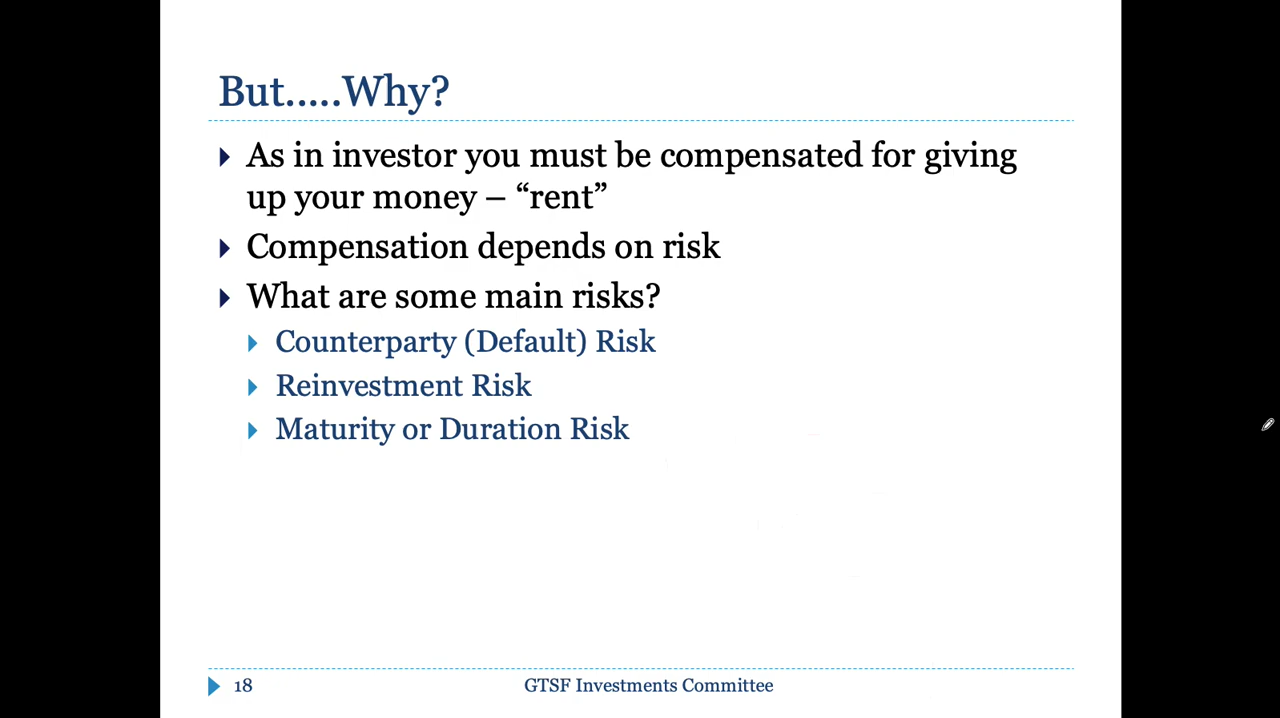 But.....Why?
As in investor you must be compensated for giving
up your money – “rent”
Compensation depends on risk
What are some main risks?
Counterparty (Default) Risk
Reinvestment Risk
Maturity or Duration Risk
18
GTSF Investments Committee